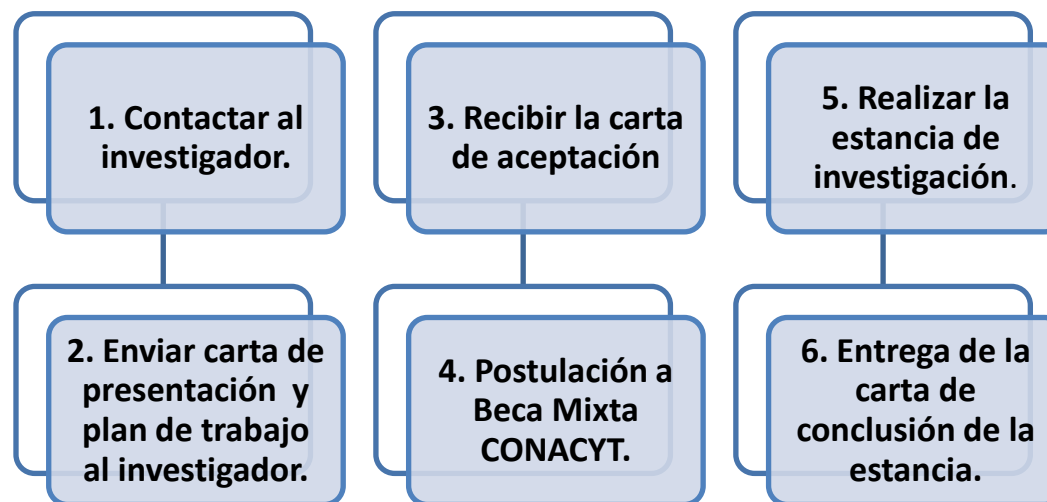 1. Contactar al
investigador.
2. Enviar carta de
presentación y
plan de trabajo
al investigador.
3. Recibir la carta
de aceptación
4. Postulación a
Beca Mixta
CONACYT.
5. Realizar la
estancia de
investigación.
6. Entrega de la
carta de
conclusión de la
estancia.